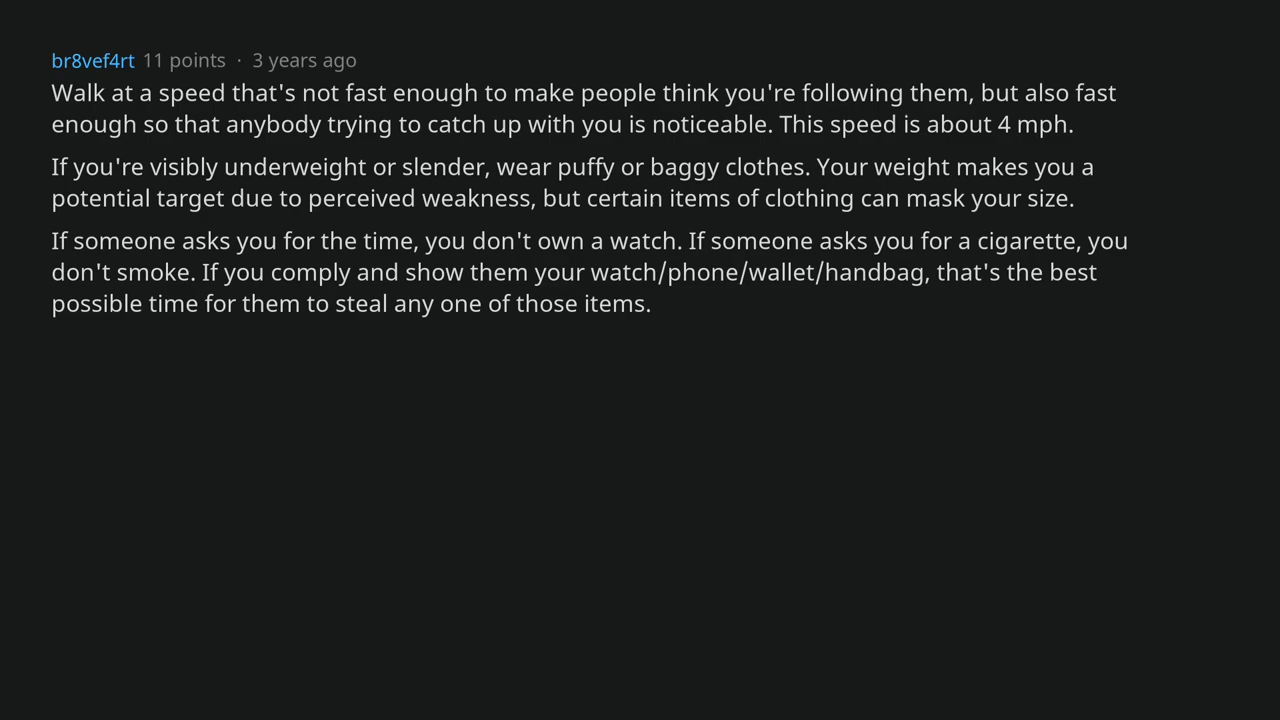 br8vef4rt 11 points · 3 years ago
Walk at a speed that's not fast enough to make people think you're following them, but also fast
enough so that anybody trying to catch up with you is noticeable. This speed is about 4 mph.
If you're visibly underweight or slender, wear puffy or baggy clothes. Your weight makes you a
potential target due to perceived weakness, but certain items of clothing can mask your size.
If someone asks you for the time, you don't own a watch. If someone asks you for a cigarette, you
don't smoke. If you comply and show them your watch/phone/wallet/handbag, that's the best
possible time for them to steal any one of those items.